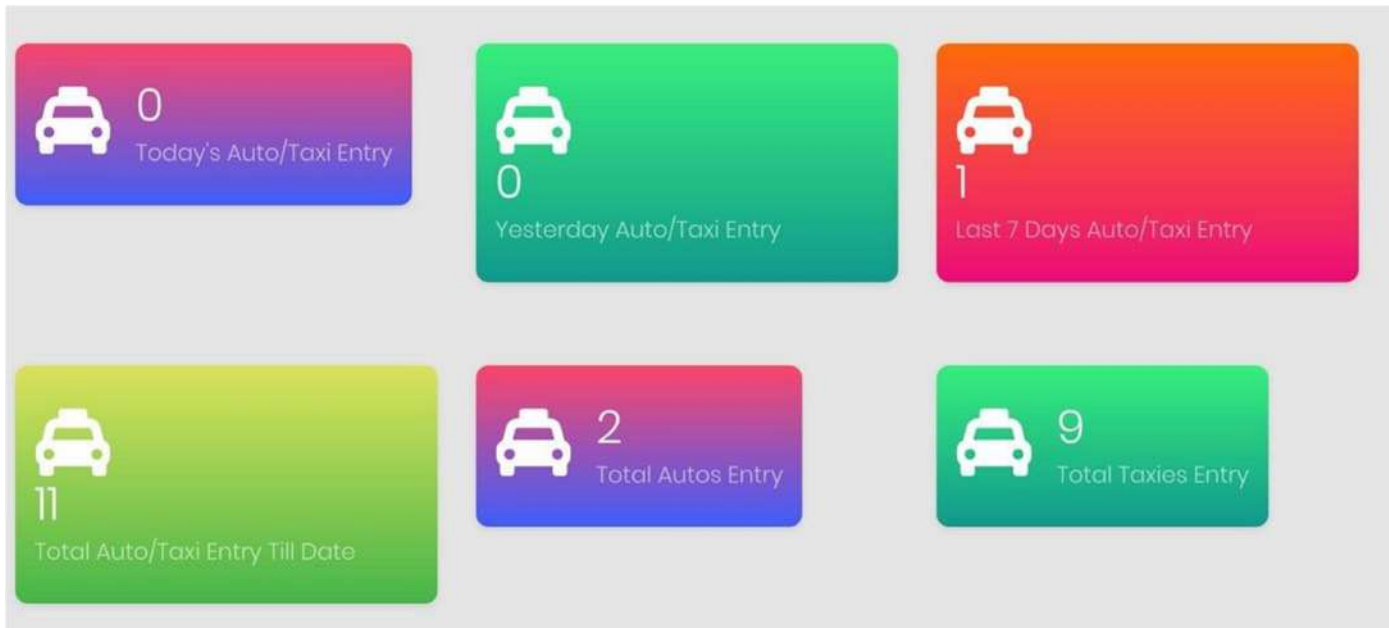 0
Today's Auto/Taxi Entry
0
Yesterday Auto/Taxi Entry
1
Last 7 Days Auto/Taxi Entry
11
Total Auto/Taxi Entry Till Date
2
Total Autos Entry
9
Total Taxies Entry